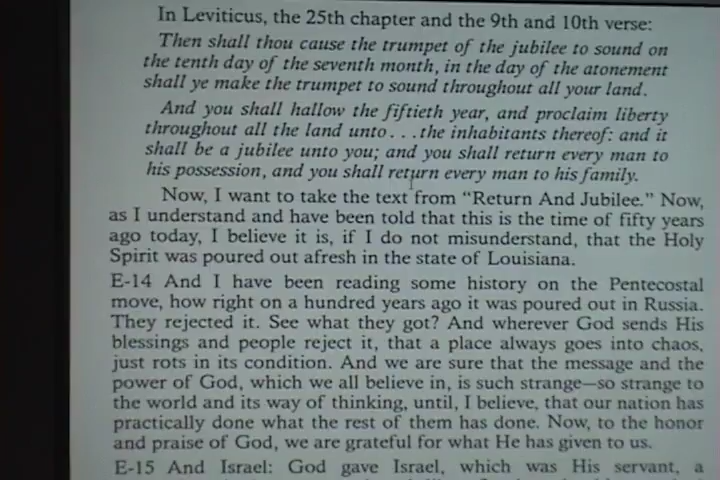 In Leviticus, the 25th chapter and the 9th and 10th verse:
Then shall thou cause the trumpet of the jubilee to sound on
the tenth day of the seventh month, in the day of the atonement
shall ye make the trumpet to sound throughout all your land.
And you shall hallow the fiftieth year, and proclaim liberty
throughout all the land unto. . .the inhabitants thereof: and it
shall be a jubilee unto you; and you shall return every man to
his possession, and you shall return every man to his family.
Now, I want to take the text from “Return And Jubilee.” Now,
as I understand and have been told that this is the time of fifty years
ago today, I believe it is, if I do not misunderstand, that the Holy
Spirit was poured out afresh in the state of Louisiana.
E-14 And I have been reading some history on the Pentecostal
move, how right on a hundred years ago it was poured out in Russia.
They rejected it. See what they got? And wherever God sends His
blessings and people reject it, that a place always goes into chaos,
just rots in its condition. And we are sure that the message and the
power of God, which we all believe in, is such strange—so strange to
the world and its way of thinking, until, I believe, that our nation has
practically done what the rest of them has done. Now, to the honor
and praise of God, we are grateful for what He has given to us.
E-15 And Israel: God gave Israel, which was His servant, a